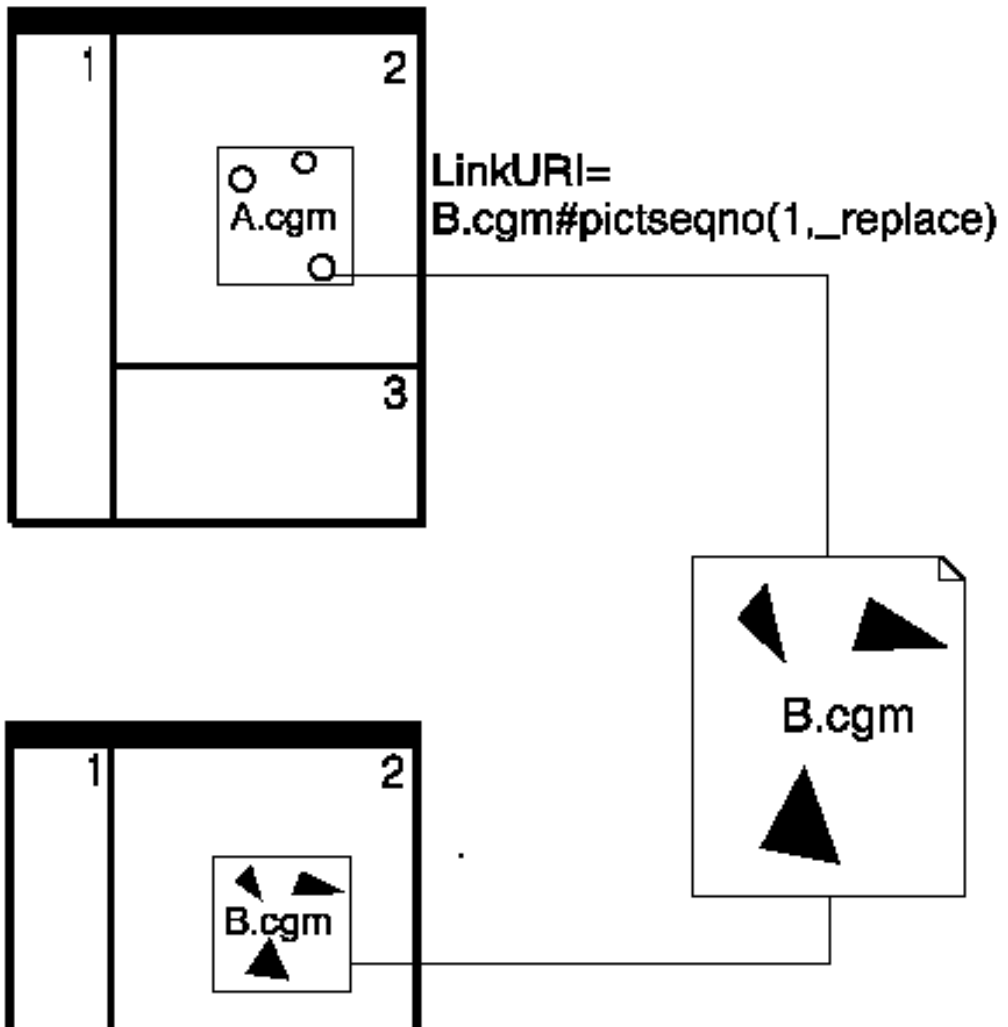 1
2
A.cgm
LinkURI=
B.cgm#pictseqno(1,_replace)
3
B.cgm
1
2
B.cgm